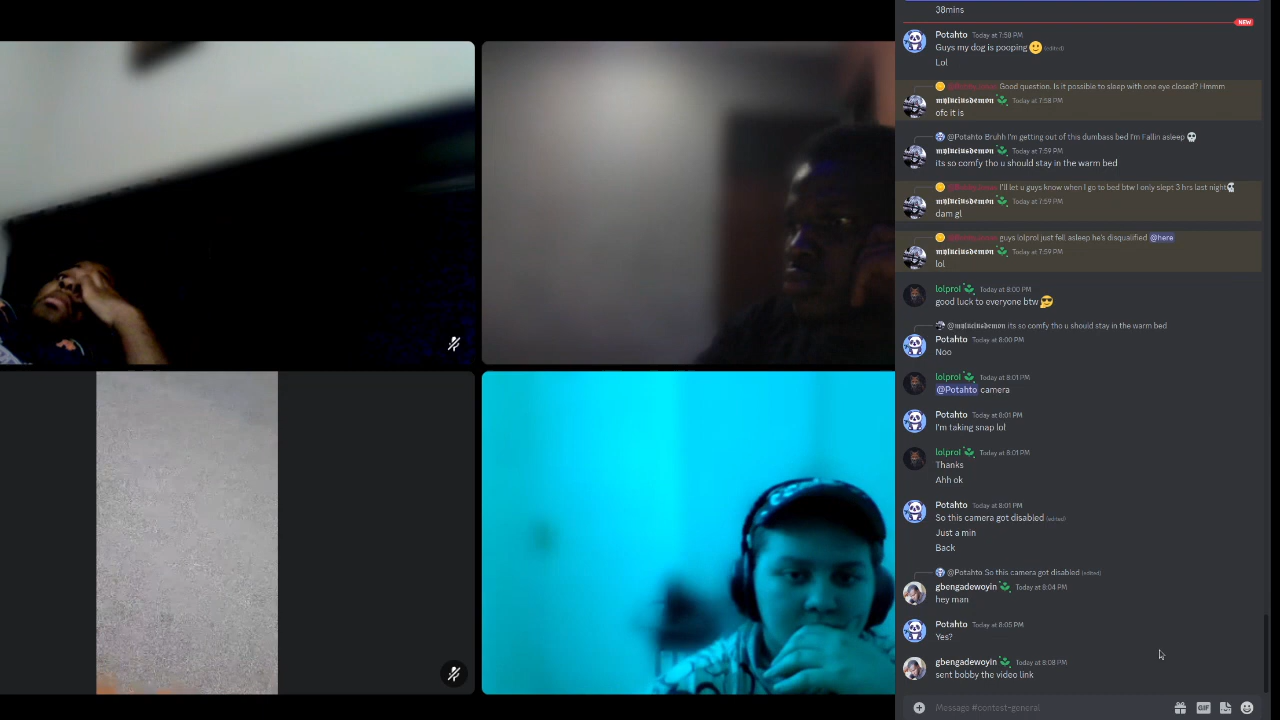 38mins
NEW
Potahto Today at 7:58 PM
Guys my dog is pooping (edited)
Lol
Good question. Is it possible to sleep with one eye closed? Hmmm
myluciusdemon Today at 7:58 PM
ofc it is
@Potahto Bruhh I'm getting out of this dumbass bed I'm Fallin asleep
myluciusdemon Today at 7:59 PM
its so comfy tho u should stay in the warm bed
I'll let u guys know when I go to bed btw I only slept 3 hrs last night
myluciusdemon Today at 7:59 PM
dam gl
guys lolprol just fell asleep he's disqualified @here
myluciusdemon Today at 7:59 PM
lol
lolprol Today at 8:00 PM
good luck to everyone btw
@myluciusdemon its so comfy tho u should stay in the warm bed
Potahto Today at 8:00 PM
Noo
lolprol Today at 8:01 PM
@Potahto camera
Potahto Today at 8:01 PM
I'm taking snap lol
lolprol Today at 8:01 PM
Thanks
Ahh ok
Potahto Today at 8:01 PM
So this camera got disabled (edited)
Just a min
Back
@Potahto So this camera got disabled (edited)
gbengadewoyin Today at 8:04 PM
hey man
Potahto Today at 8:05 PM
Yes?
gbengadewoyin Today at 8:08 PM
sent bobby the video link
Message #contest-general
GIF